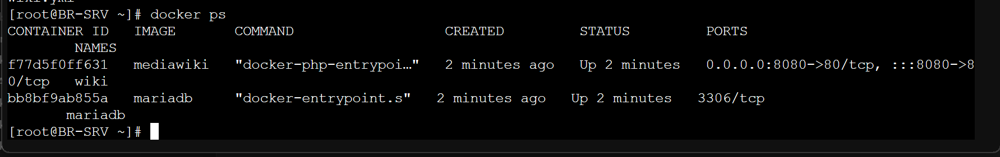 wiki.yml
[root@BR-SRV ~]# docker ps
CONTAINER ID   IMAGE       COMMAND                  CREATED         STATUS         PORTS
        NAMES
f77d5f0ff631   mediawiki   "docker-php-entrypoi…"   2 minutes ago   Up 2 minutes   0.0.0.0:8080->80/tcp, :::8080->8
0/tcp   wiki
bb8bf9ab855a   mariadb     "docker-entrypoint.s"   2 minutes ago   Up 2 minutes   3306/tcp
       mariadb
[root@BR-SRV ~]#